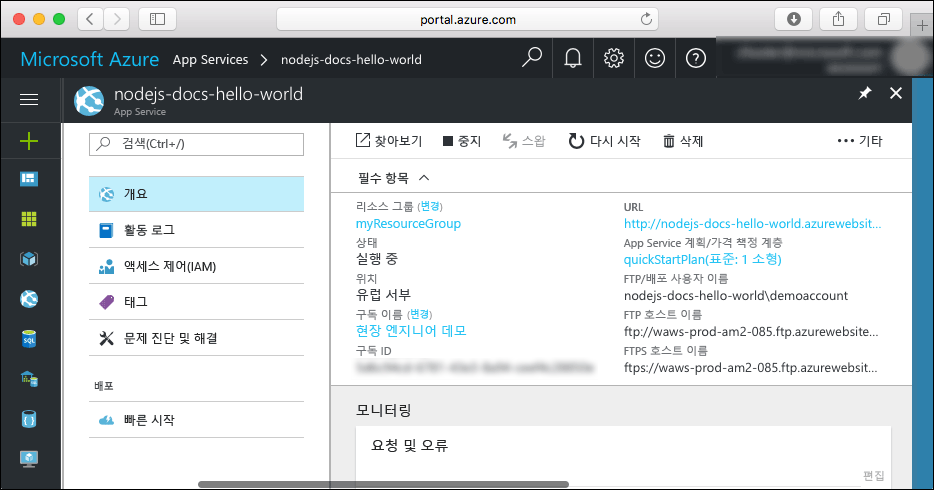 portal.azure.com
Microsoft Azure App Services > nodejs-docs-hello-world
nodejs-docs-hello-world
App Service
검색(Ctrl+/)
개요
활동 로그
액세스 제어(IAM)
태그
문제 진단 및 해결
배포
빠른 시작
찾아보기 중지 스왑 다시 시작 삭제 ••• 기타
필수 항목
리소스 그룹 (변경)
myResourceGroup
상태
실행 중
위치
유럽 서부
구독 이름 (변경)
현장 엔지니어 데모
구독 ID
URL
http://nodejs-docs-hello-world.azurewebsite...
App Service 계획/가격 책정 계층
quickStartPlan(표준: 1 소형)
FTP/배포 사용자 이름
nodejs-docs-hello-world\demoaccount
FTP 호스트 이름
ftp://waws-prod-am2-085.ftp.azurewebsite...
FTPS 호스트 이름
ftps://waws-prod-am2-085.ftp.azurewebsit...
모니터링
요청 및 오류
편집